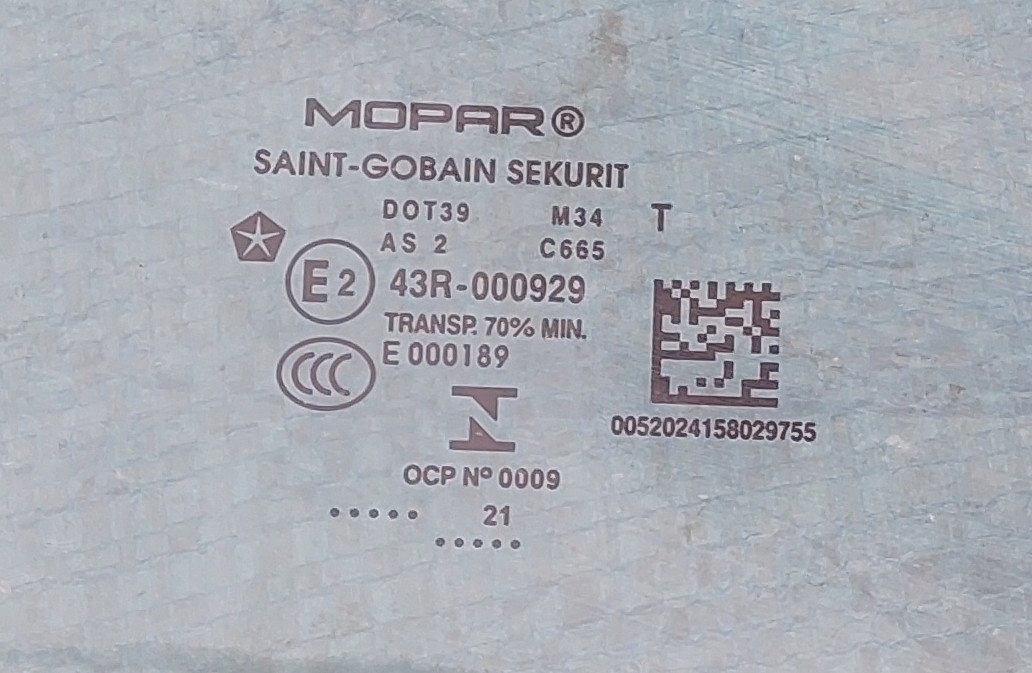 MOPAR®
SAINT-GOBAIN SEKURIT
DOT39 M34 T
AS 2 C665
E2 43R-000929
TRANSP. 70% MIN.
CCC E 000189
OCP Nº 0009
0052024158029755
..... 21
.....